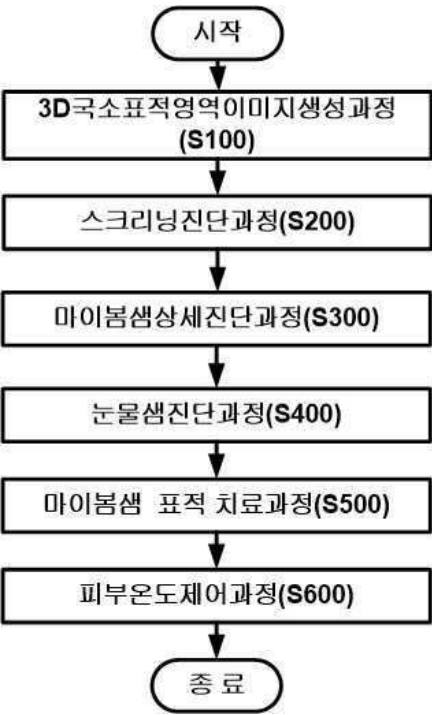 시작
3D국소표적영역이미지생성과정
(S100)
스크리닝진단과정(S200)
마이봄샘상세진단과정(S300)
눈물샘진단과정(S400)
마이봄샘 표적 치료과정(S500)
피부온도제어과정(S600)
종 료